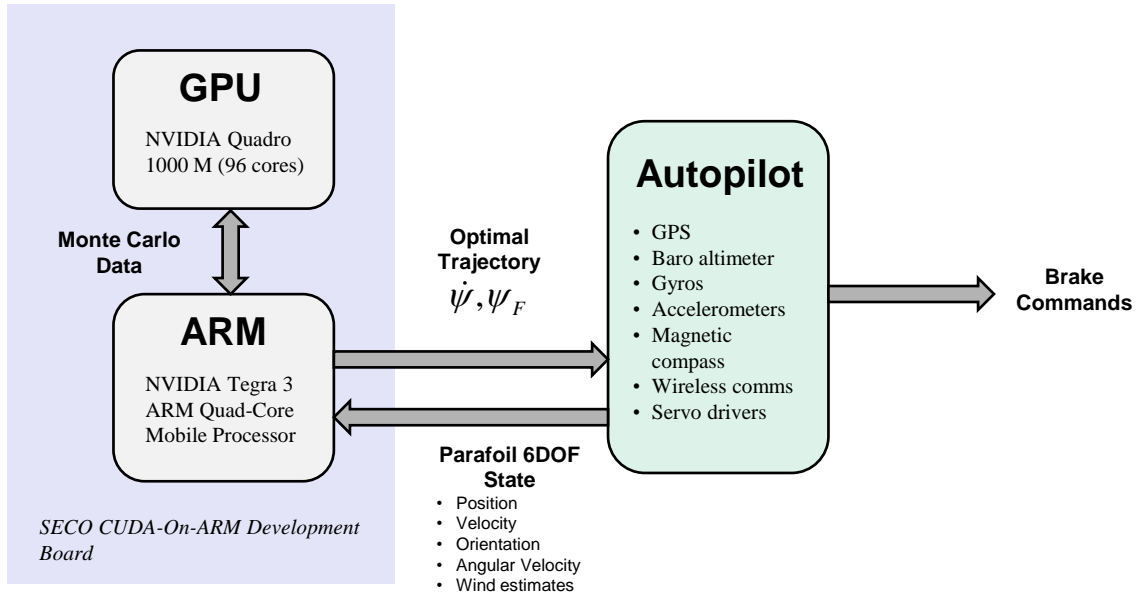 GPU
NVIDIA Quadro
1000 M (96 cores)
Monte Carlo
Data
ARM
NVIDIA Tegra 3
ARM Quad-Core
Mobile Processor
SECO CUDA-On-ARM Development
Board
Optimal
Trajectory
ψ̇, ψ_F
Parafoil 6DOF
State
• Position
• Velocity
• Orientation
• Angular Velocity
• Wind estimates
Autopilot
• GPS
• Baro altimeter
• Gyros
• Accelerometers
• Magnetic
compass
• Wireless comms
• Servo drivers
Brake
Commands